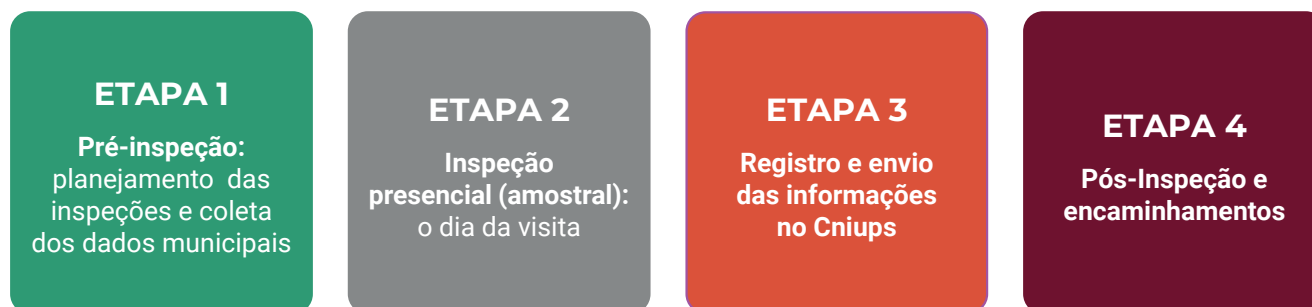 ETAPA 1
Pré-inspeção:
planejamento das
inspeções e coleta
dos dados municipais
ETAPA 2
Inspeção
presencial (amostral):
o dia da visita
ETAPA 3
Registro e envio
das informações
no Cniups
ETAPA 4
Pós-Inspeção e
encaminhamentos